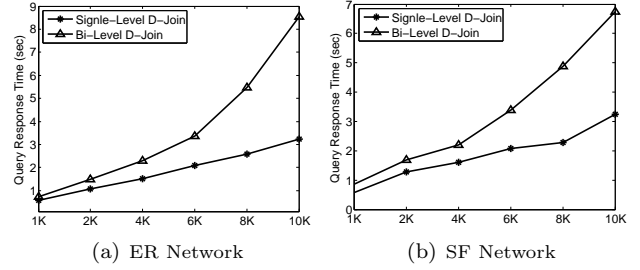 9
8
7
6
5
4
3
2
1
Query Response Time (sec)
Signle-Level D-Join
Bi-Level D-Join
1K 2K 4K 6K 8K 10K
(a) ER Network
7
6
5
4
3
2
1
0
Query Response Time (sec)
Signle-Level D-Join
Bi-Level D-Join
1K 2K 4K 6K 8K 10K
(b) SF Network